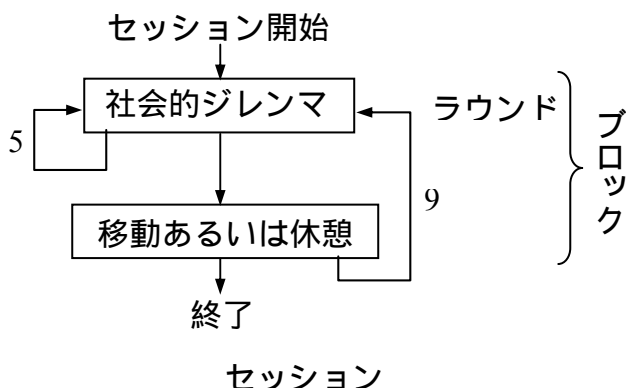 セッション開始
社会的ジレンマ
ラウンド
ブロック
5
9
移動あるいは休憩
終了
セッション